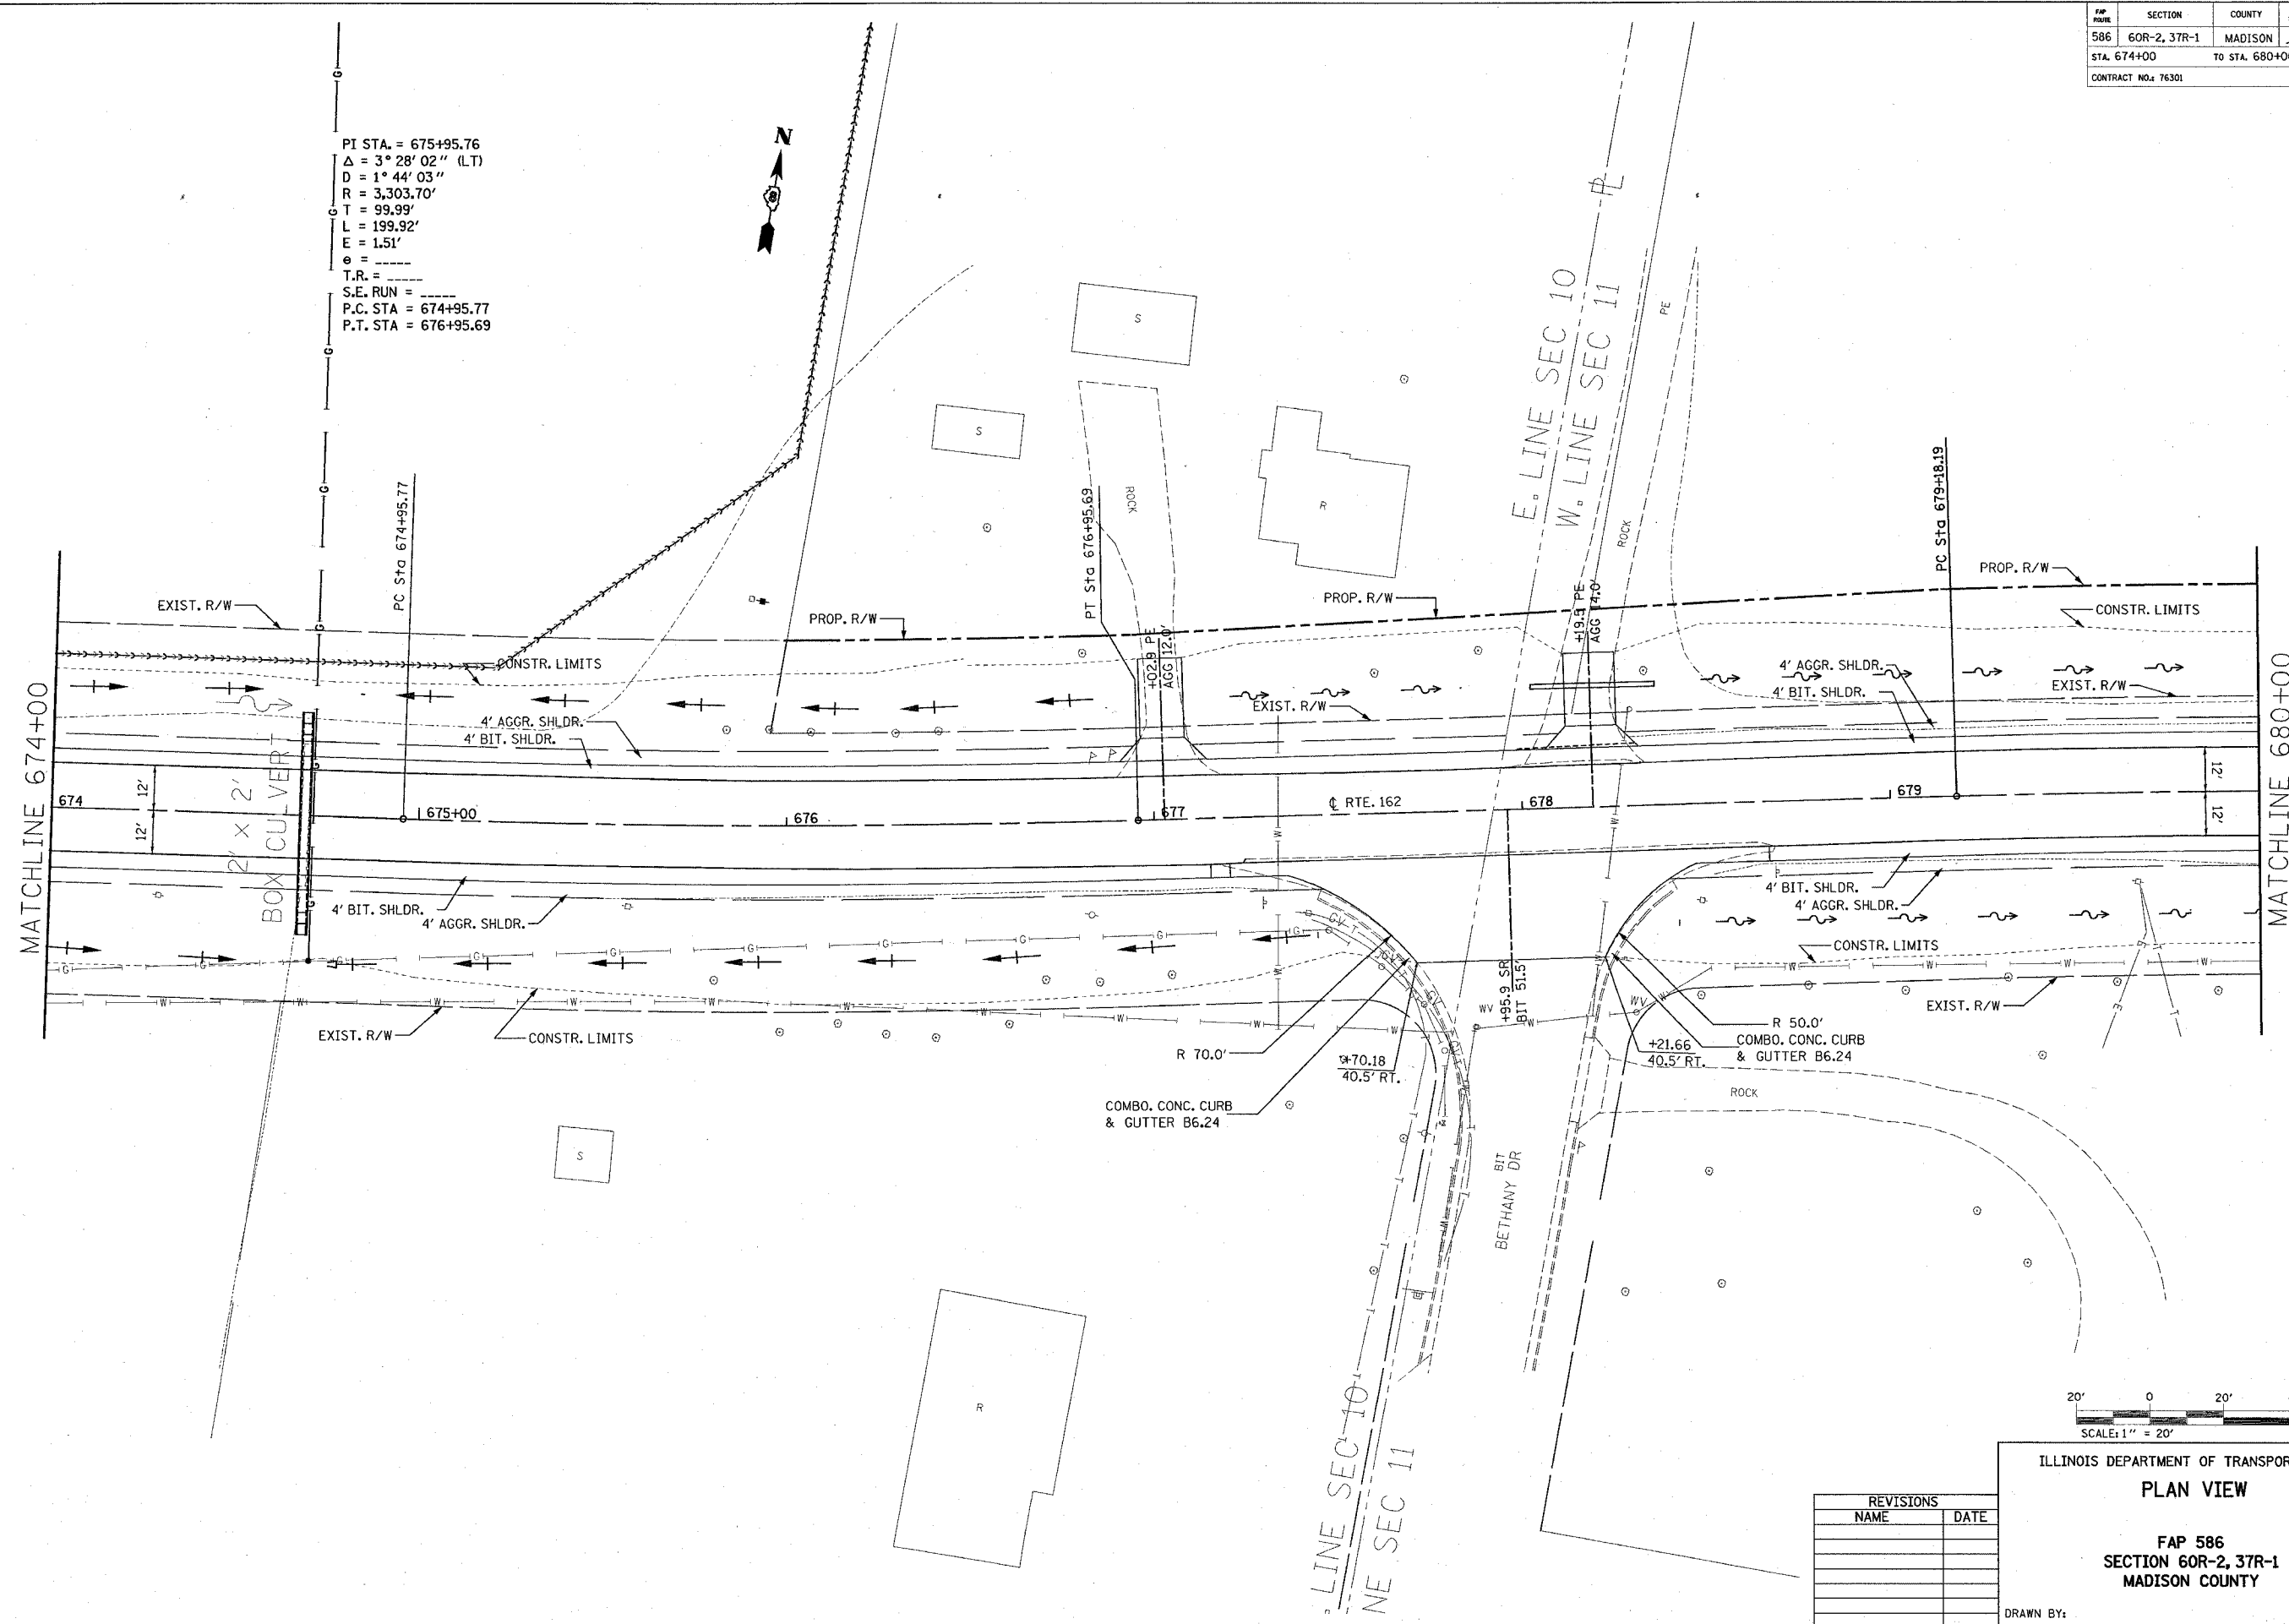 FAP ROUTE SECTION COUNTY
586 60R-2, 37R-1 MADISON
STA. 674+00 TO STA. 680+0
CONTRACT NO.: 76301
PI STA. = 675+95.76
Δ = 3° 28' 02" (LT)
D = 1° 44' 03"
R = 3,303.70'
T = 99.99'
L = 199.92'
E = 1.51'
e = _____
T.R. = _____
S.E. RUN = _____
P.C. STA = 674+95.77
P.T. STA = 676+95.69
N
S
S
R
ROCK
PL
E. LINE SEC 10
W. LINE SEC 11
PE
ROCK
PC Sta 674+95.77
PT Sta 676+95.69
PC Sta 679+18.19
EXIST. R/W
PROP. R/W
PROP. R/W
PROP. R/W
CONSTR. LIMITS
CONSTR. LIMITS
+02.9 PE
AGG 12.0'
+19.5 PE
AGG 14.0'
4' AGGR. SHLDR.
4' BIT. SHLDR.
EXIST. R/W
4' AGGR. SHLDR.
4' BIT. SHLDR.
EXIST. R/W
P P
MATCHLINE 674+00
MATCHLINE 680+00
12'
12'
12'
12'
2' X 2'
BOX CULVERT
674
675+00
676
677
℄ RTE. 162
678
679
4' BIT. SHLDR.
4' AGGR. SHLDR.
4' BIT. SHLDR.
4' AGGR. SHLDR.
EXIST. R/W
CONSTR. LIMITS
CONSTR. LIMITS
EXIST. R/W
GV
GV
WV
WV
+95.9 SR
BIT 51.5'
R 70.0'
+70.18
40.5' RT.
+21.66
40.5' RT.
R 50.0'
COMBO. CONC. CURB
& GUTTER B6.24
COMBO. CONC. CURB
& GUTTER B6.24
ROCK
S
R
BIT
BETHANY DR
LINE SEC 10
NE SEC 11
20' 0 20'
SCALE: 1" = 20'
REVISIONS
NAME DATE
ILLINOIS DEPARTMENT OF TRANSPOR
PLAN VIEW
FAP 586
SECTION 60R-2, 37R-1
MADISON COUNTY
DRAWN BY: